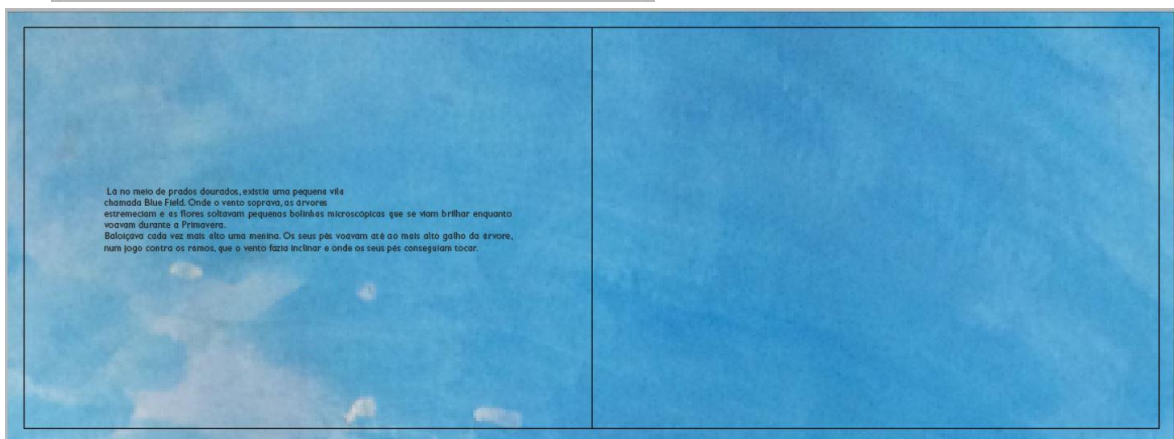 Lá no meio de prados dourados, existia uma pequena vila
chamada Blue Field. Onde o vento soprava, as árvores
estremeciam e as flores soltavam pequenas bolinhas microscópicas que se viam brilhar enquanto
voavam durante a Primavera.
Baloiçava cada vez mais alto uma menina. Os seus pés voavam até ao mais alto galho da árvore,
num jogo contra os ramos, que o vento fazia inclinar e onde os seus pés conseguiam tocar.